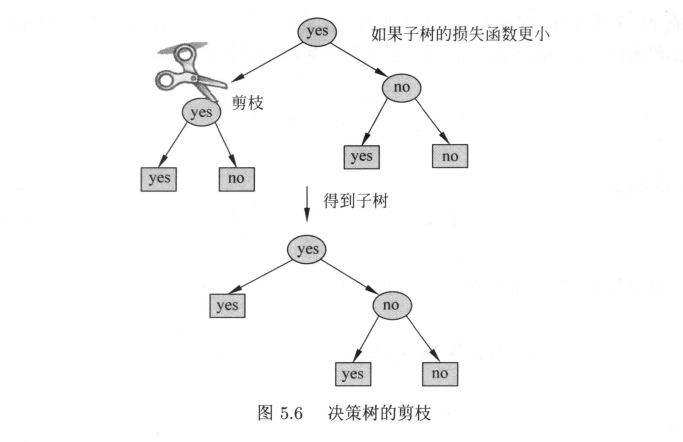 yes
如果子树的损失函数更小
剪枝
yes
no
yes
no
yes
no
得到子树
yes
yes
no
yes
no
图 5.6 决策树的剪枝